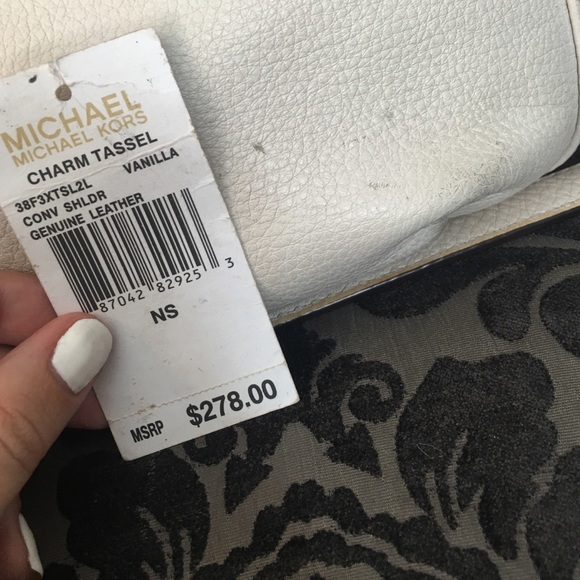 MICHAEL
MICHAEL KORS
CHARM TASSEL
38F3XTSL2L VANILLA
CONV SHLDR
GENUINE LEATHER
87042 82925 3
NS
MSRP $278.00